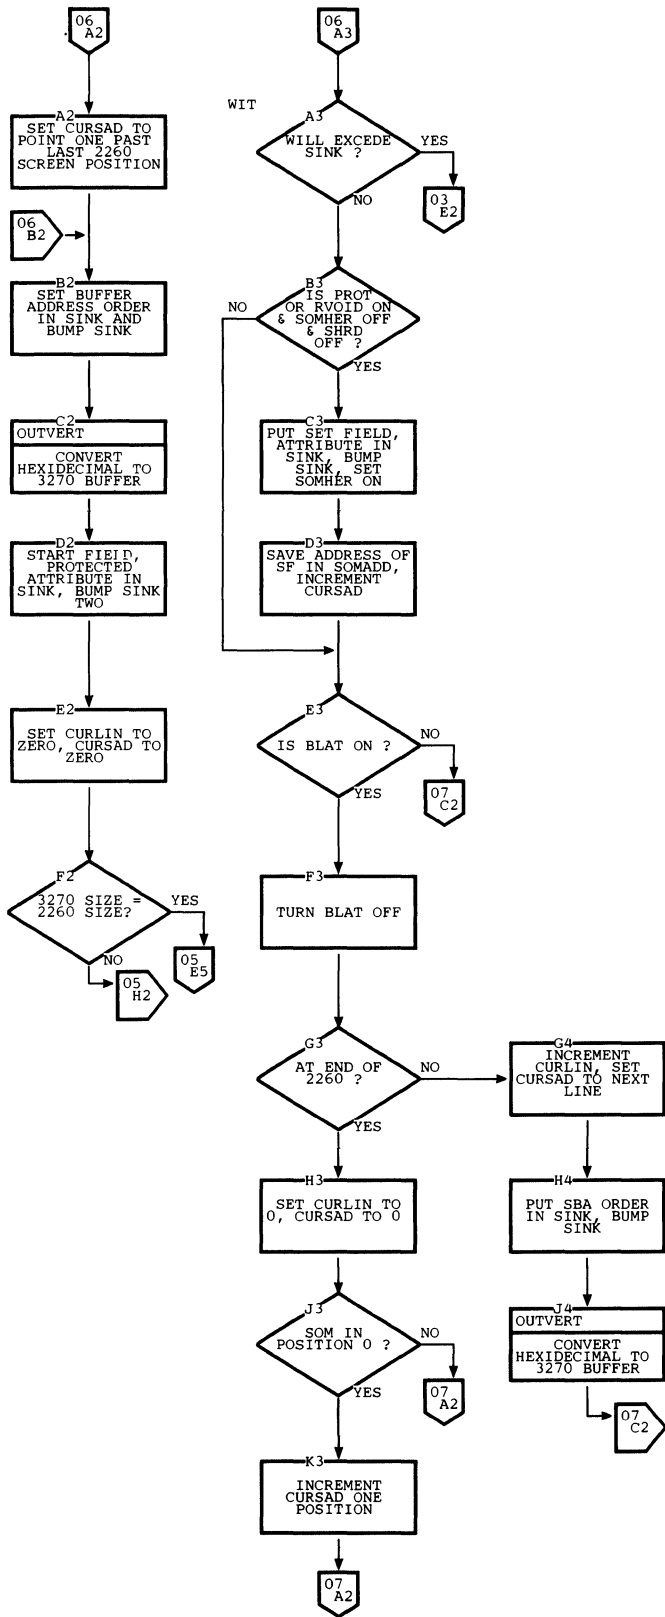 06
A2
A2
SET CURSAD TO
POINT ONE PAST
LAST 2260
SCREEN POSITION
06
B2
B2
SET BUFFER
ADDRESS ORDER
IN SINK AND
BUMP SINK
C2
OUTVERT
CONVERT
HEXIDECIMAL TO
3270 BUFFER
D2
START FIELD,
PROTECTED
ATTRIBUTE IN
SINK, BUMP SINK
TWO
E2
SET CURLIN TO
ZERO, CURSAD TO
ZERO
F2
3270 SIZE =
2260 SIZE?
YES
05
E5
NO
05
H2
06
A3
WIT
A3
WILL EXCEDE
SINK ?
YES
03
E2
NO
B3
IS PROT
OR RVOID ON
& SOMHER OFF
& SHRD
OFF ?
NO
YES
C3
PUT SET FIELD,
ATTRIBUTE IN
SINK, BUMP
SINK, SET
SOMHER ON
D3
SAVE ADDRESS OF
SF IN SOMADD,
INCREMENT
CURSAD
E3
IS BLAT ON ?
NO
07
C2
YES
F3
TURN BLAT OFF
G3
AT END OF
2260 ?
NO
YES
H3
SET CURLIN TO
0, CURSAD TO 0
J3
SOM IN
POSITION 0 ?
NO
07
A2
YES
K3
INCREMENT
CURSAD ONE
POSITION
07
A2
G4
INCREMENT
CURLIN, SET
CURSAD TO NEXT
LINE
H4
PUT SBA ORDER
IN SINK, BUMP
SINK
J4
OUTVERT
CONVERT
HEXIDECIMAL TO
3270 BUFFER
07
C2